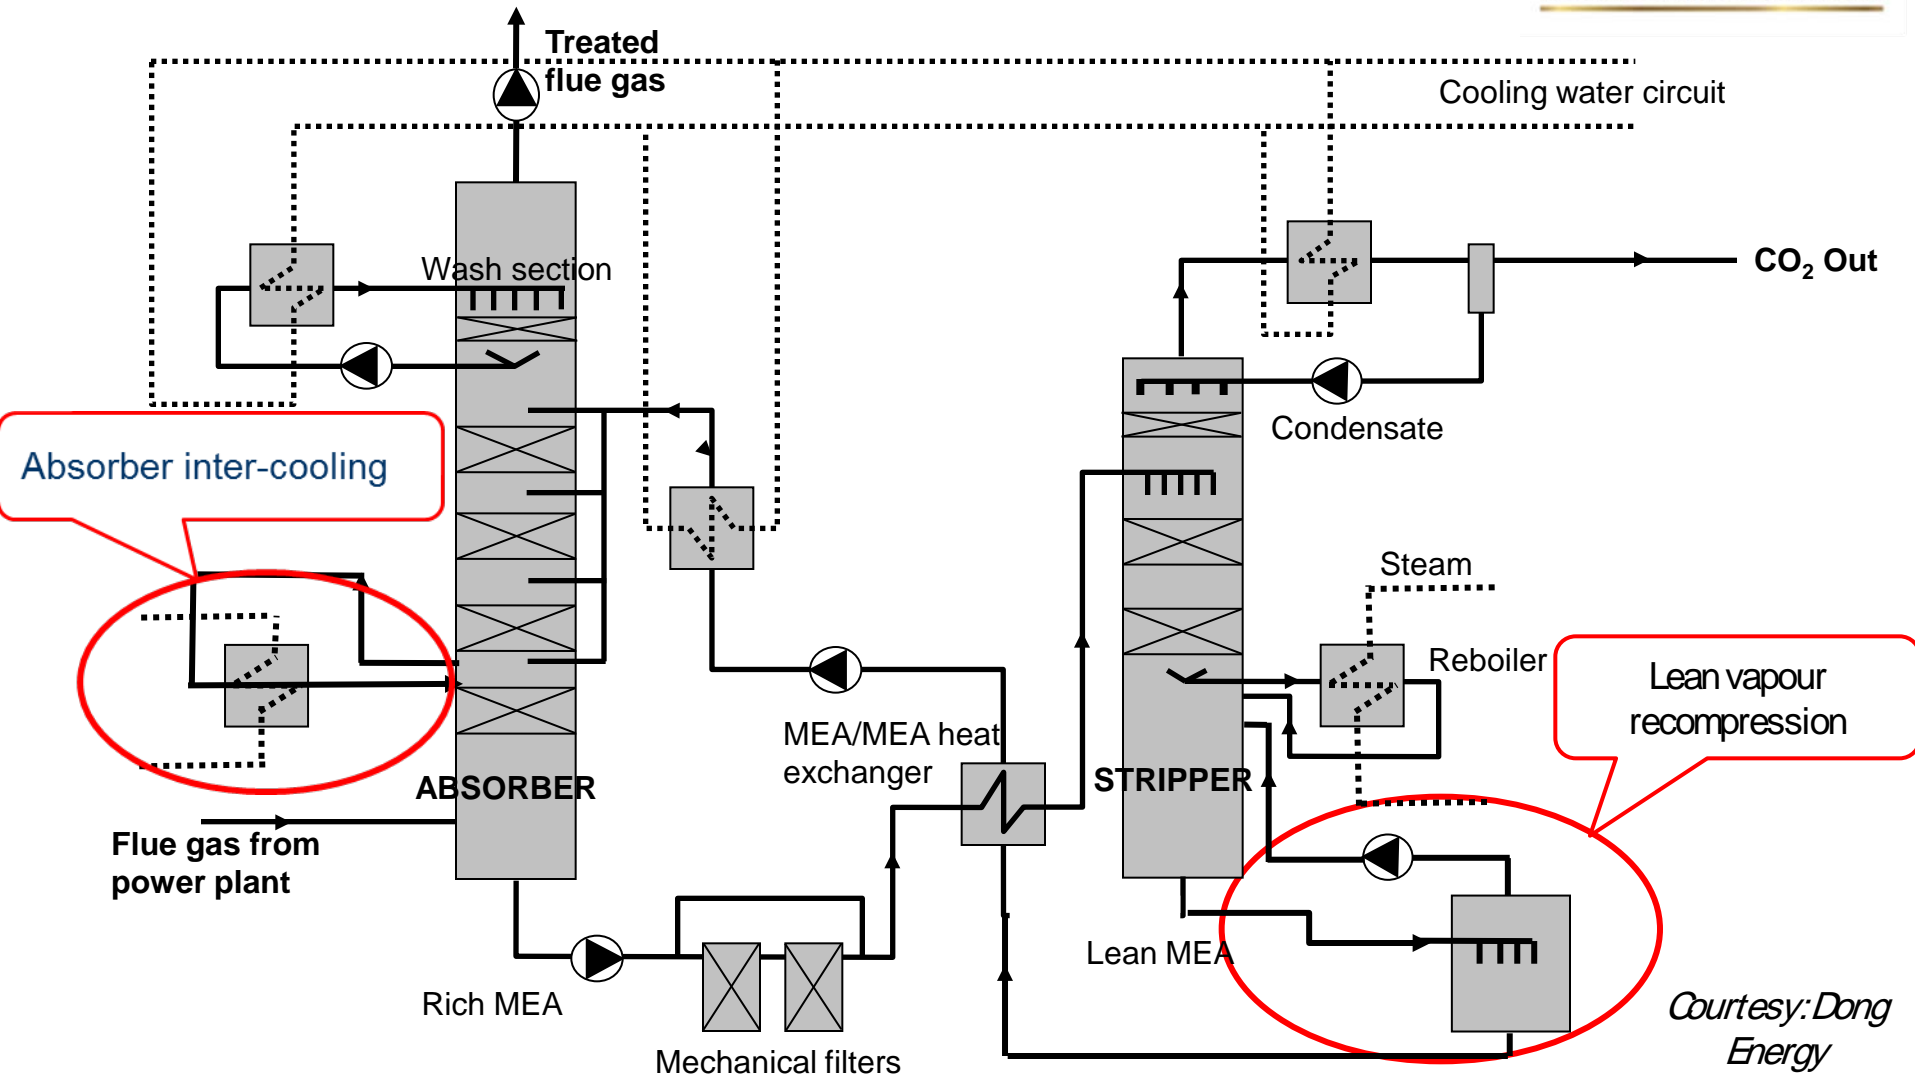 Treated
flue gas
Cooling water circuit
Wash section
CO₂ Out
Condensate
Absorber inter-cooling
Steam
Reboiler
Lean vapour
recompression
MEA/MEA heat
exchanger
STRIPPER
ABSORBER
Flue gas from
power plant
Lean MEA
Rich MEA
Mechanical filters
Courtesy: Dong
Energy